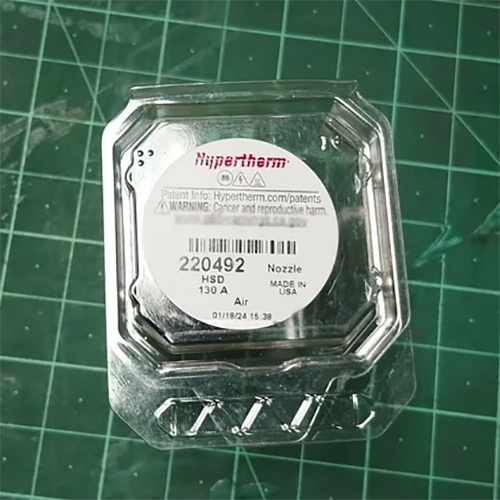 Hypertherm
Patent Info: Hypertherm.com/patents
WARNING: Cancer and reproductive harm.
220492 Nozzle
HSD MADE IN
130 A USA
Air
01/18/24 15:38